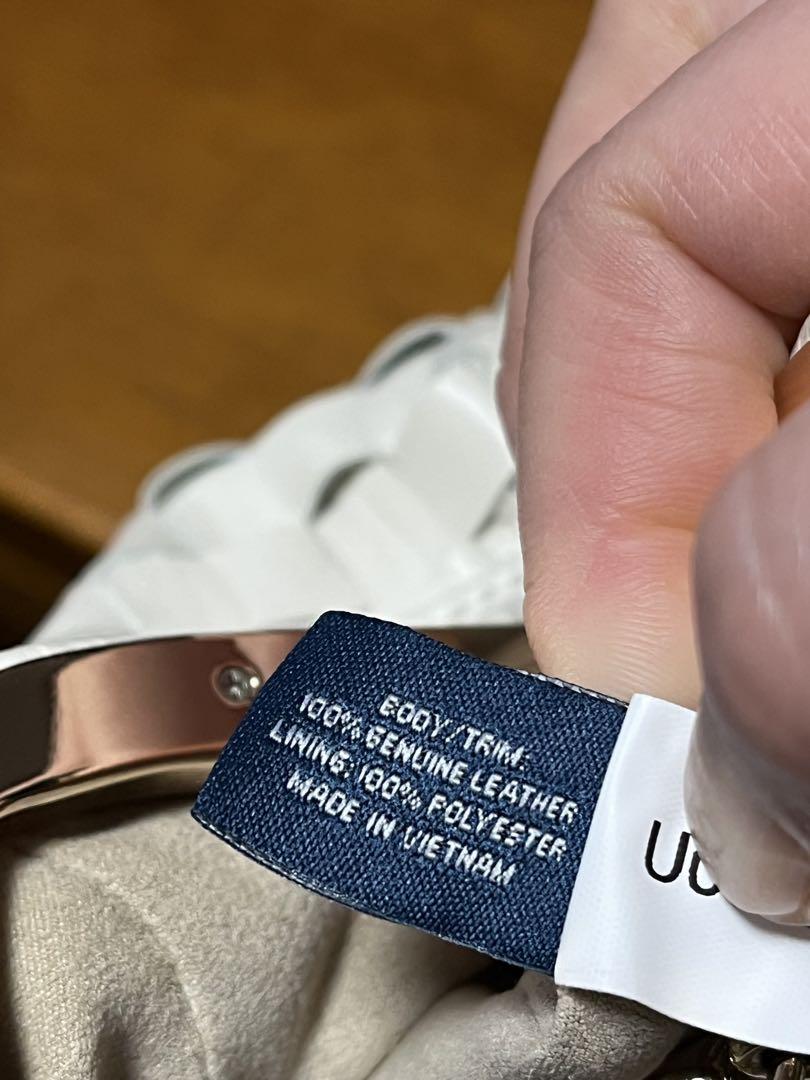 BODY/TRIM:
100% GENUINE LEATHER
LINING: 100% POLYESTER
MADE IN VIETNAM